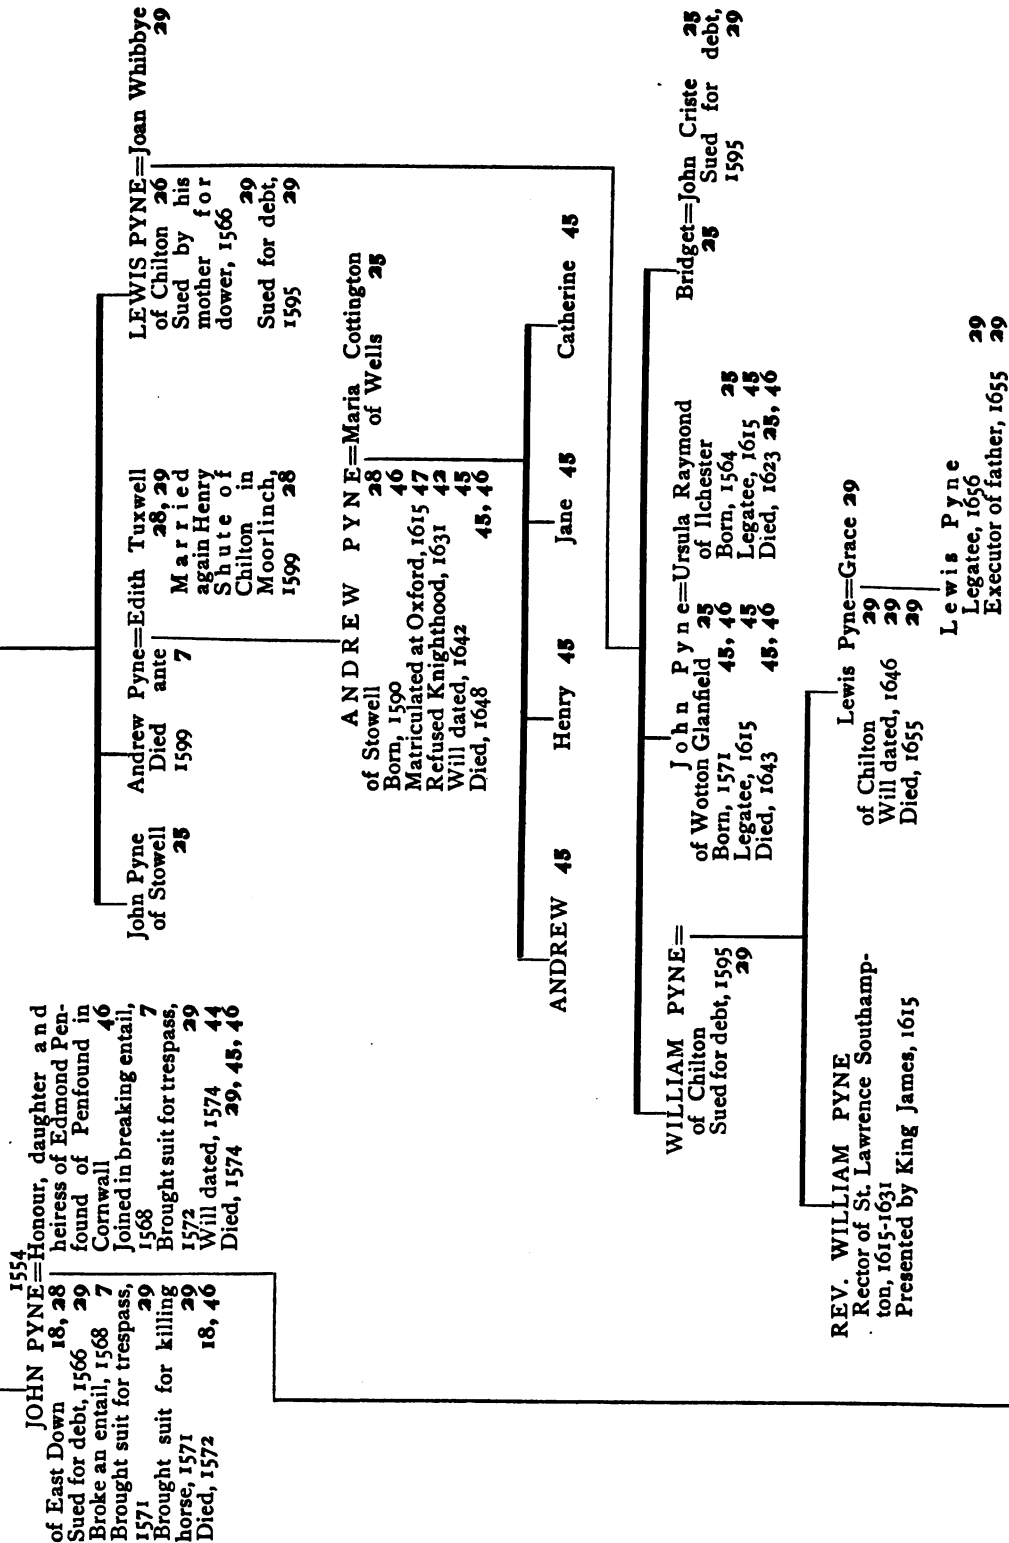 1554
JOHN PYNE=Honour, daughter and
of East Down 18, 28
Sued for debt, 1566 29
Broke an entail, 1568 7
Brought suit for trespass,
1571 29
Brought suit for killing
horse, 1571 29
Died, 1572 18, 46
heiress of Edmond Pen-
found of Penfound in
Cornwall 46
Joined in breaking entail,
1568 7
Brought suit for trespass,
1572 29
Will dated, 1574 44
Died, 1574 29, 45, 46
John Pyne
of Stowell
25
Andrew Pyne=Edith Tuxwell
Died ante 7
1599
28, 29
Married
again Henry
Shute of
Chilton in
Moorlinch,
1599 28
LEWIS PYNE=Joan Whibbye
29
of Chilton 26
Sued by his
mother for
dower, 1566
29
Sued for debt,
1595 29
ANDREW PYNE=Maria Cottington
of Wells 25
of Stowell 28
Born, 1590 46
Matriculated at Oxford, 1615 47
Refused Knighthood, 1631 42
Will dated, 1642 45
Died, 1648 45, 46
ANDREW 45
Henry 45
Jane 45
Catherine 45
WILLIAM PYNE=
of Chilton
Sued for debt, 1595
29
John Pyne=Ursula Raymond
of Wotton Glanfield 25
Born, 1571 45, 46
Legatee, 1615 45
Died, 1643 45, 46
of Ilchester
Born, 1564 25
Legatee, 1615 45
Died, 1623 25, 46
Bridget=John Criste 25
25
Sued for debt,
1595 29
REV. WILLIAM PYNE
Rector of St. Lawrence Southamp-
ton, 1615-1631
Presented by King James, 1615
Lewis Pyne=Grace 29
of Chilton 29
Will dated, 1646 29
Died, 1655 29
Lewis Pyne
Legatee, 1656 29
Executor of father, 1655 29